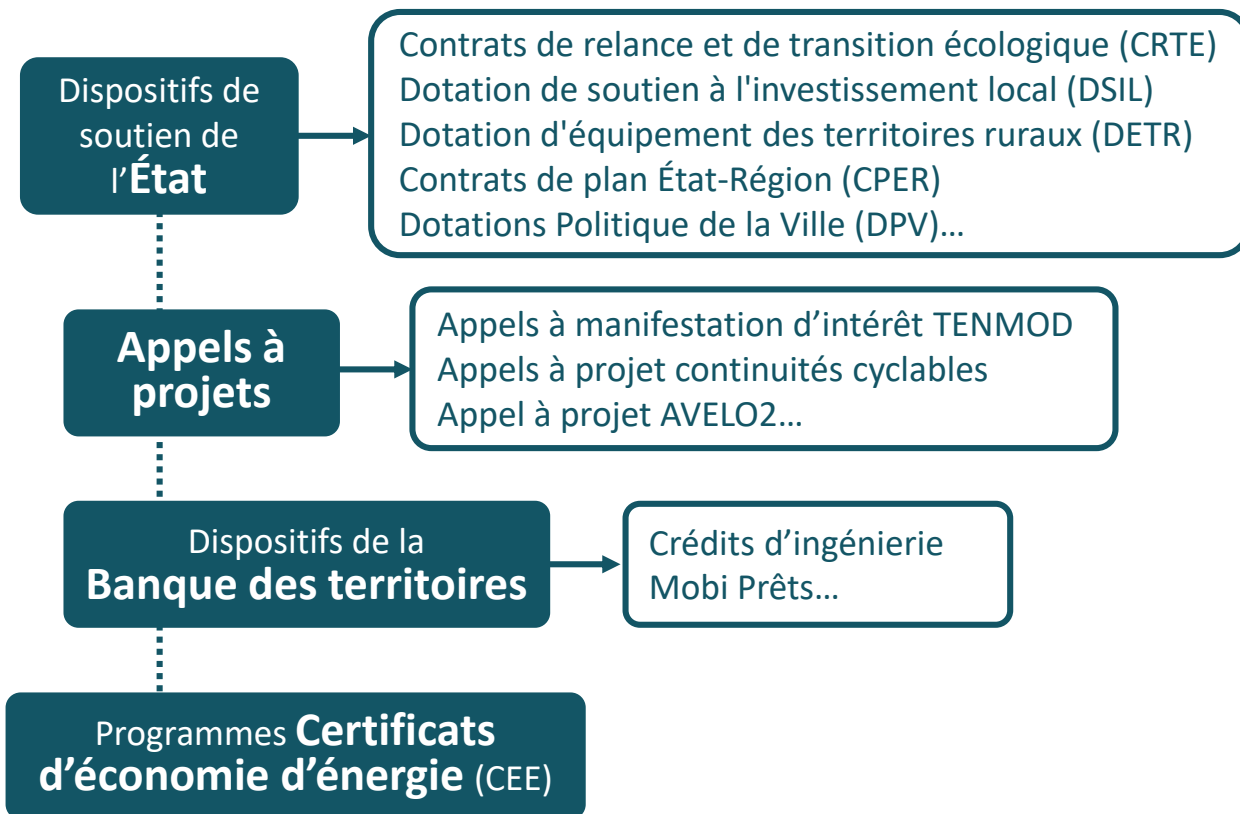 Dispositifs de
soutien de
l'État
Contrats de relance et de transition écologique (CRTE)
Dotation de soutien à l'investissement local (DSIL)
Dotation d'équipement des territoires ruraux (DETR)
Contrats de plan État-Région (CPER)
Dotations Politique de la Ville (DPV)…
Appels à
projets
Appels à manifestation d’intérêt TENMOD
Appels à projet continuités cyclables
Appel à projet AVELO2…
Dispositifs de la
Banque des territoires
Crédits d’ingénierie
Mobi Prêts…
Programmes Certificats
d’économie d’énergie (CEE)